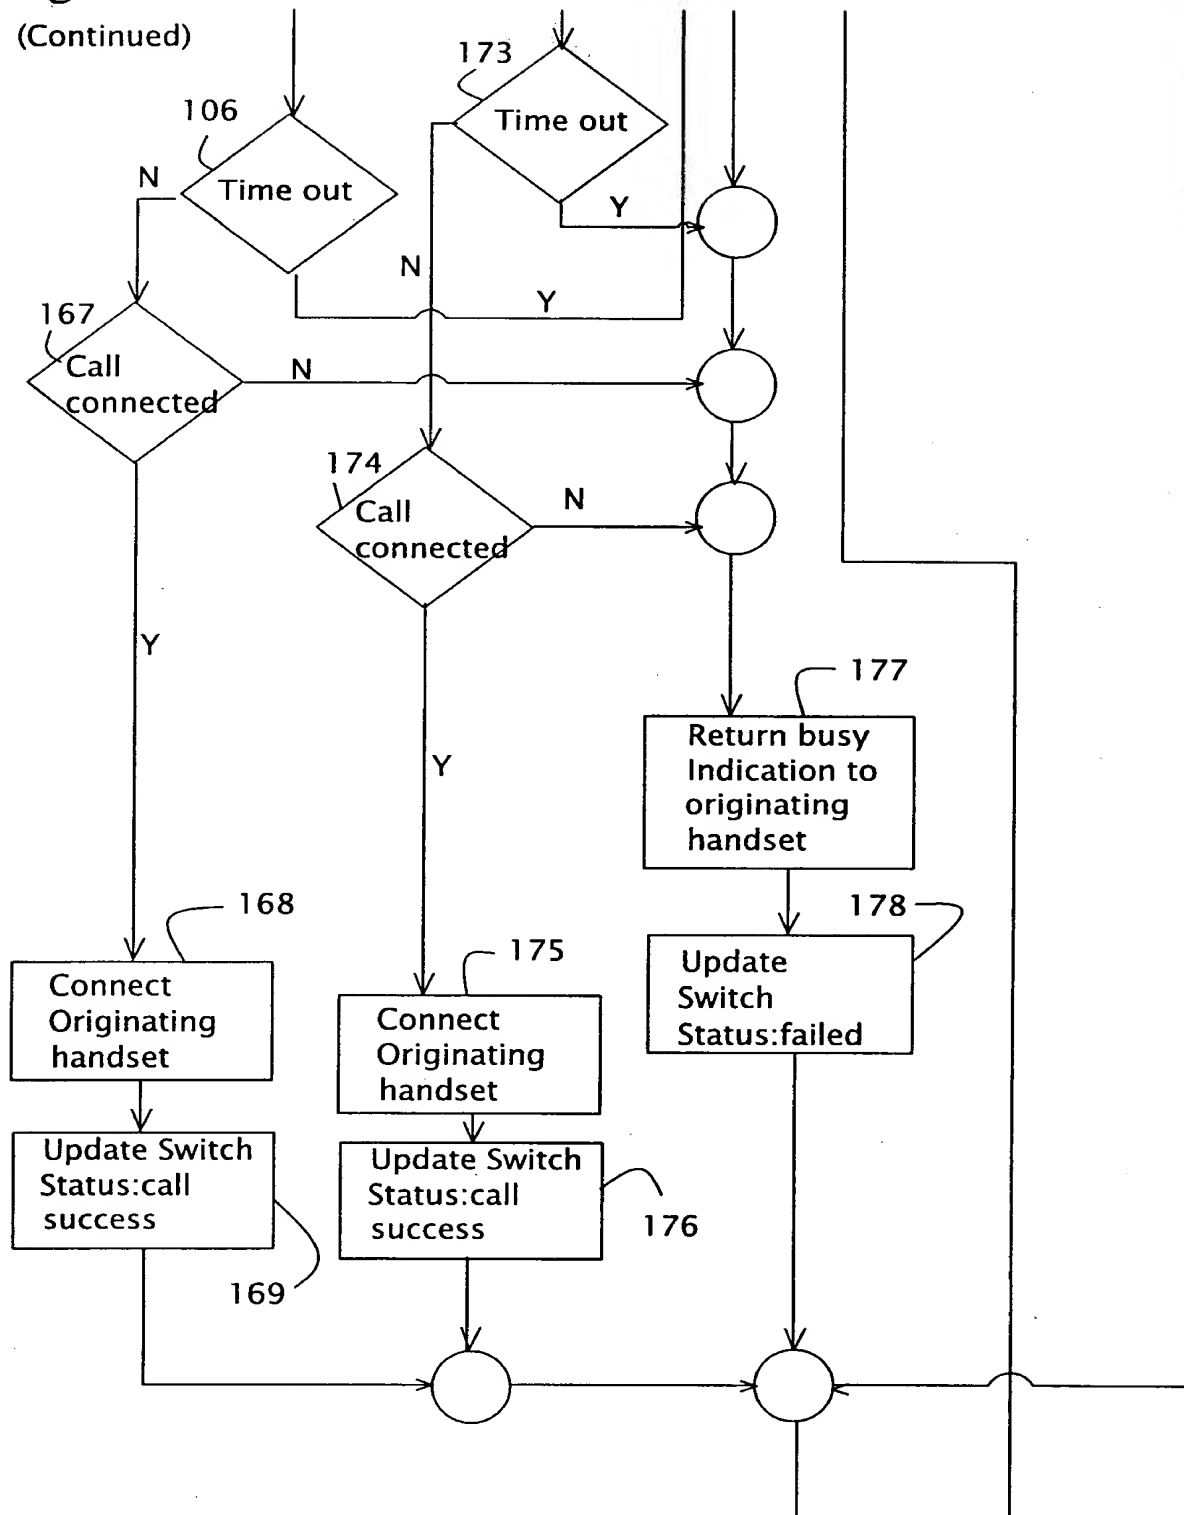 (Continued)
173
Time out
106
Time out
N
Y
N
Y
167
Call
connected
N
174
Call
connected
N
Y
Y
177
Return busy
Indication to
originating
handset
168
178
Connect
Originating
handset
175
Connect
Originating
handset
Update
Switch
Status:failed
Update Switch
Status:call
success
169
Update Switch
Status:call
success
176